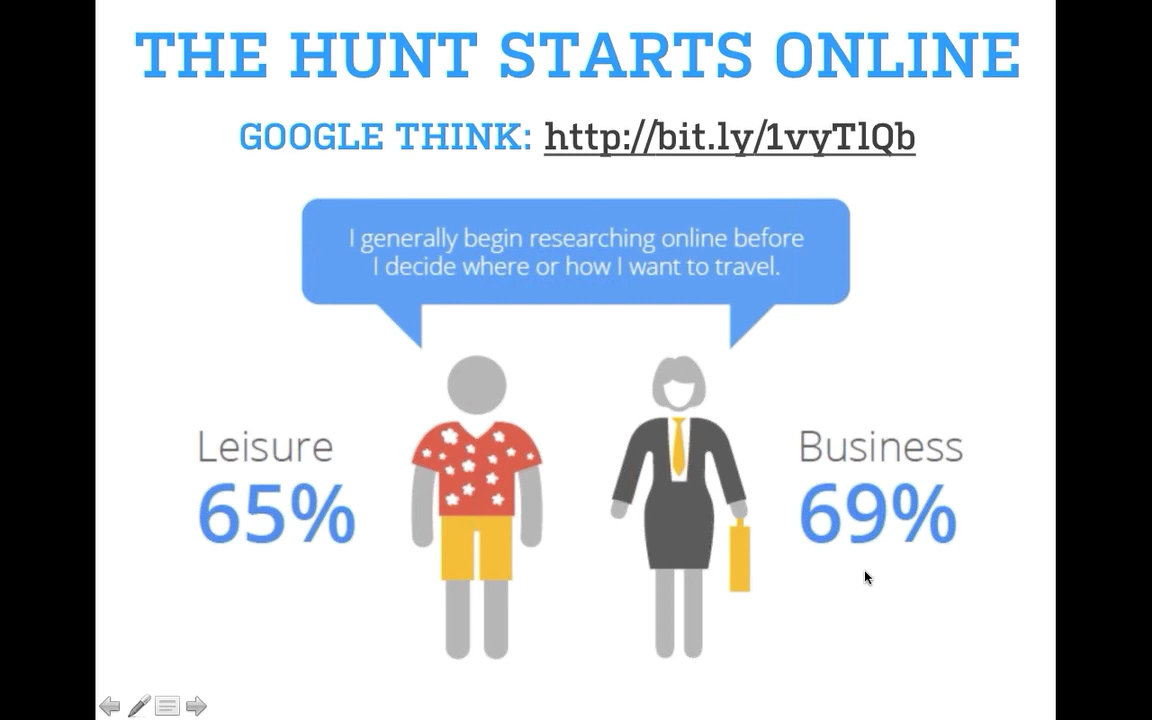 THE HUNT STARTS ONLINE
GOOGLE THINK: http://bit.ly/1vyTlQb
I generally begin researching online before
I decide where or how I want to travel.
Leisure
65%
Business
69%